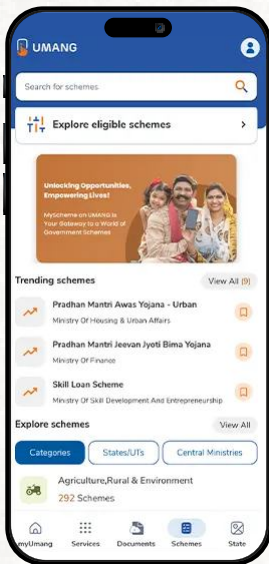 UMANG
Search for schemes
Explore eligible schemes
Unlocking Opportunities,
Empowering Lives!
MyScheme on UMANG is
Your Gateway to a World of
Government Schemes
Trending schemes
View All (9)
Pradhan Mantri Awas Yojana - Urban
Ministry Of Housing & Urban Affairs
Pradhan Mantri Jeevan Jyoti Bima Yojana
Ministry Of Finance
Skill Loan Scheme
Ministry Of Skill Development And Entrepreneurship
Explore schemes
View All
Categories
States/UTs
Central Ministries
Agriculture,Rural & Environment
292 Schemes
myUmang
Services
Documents
Schemes
State